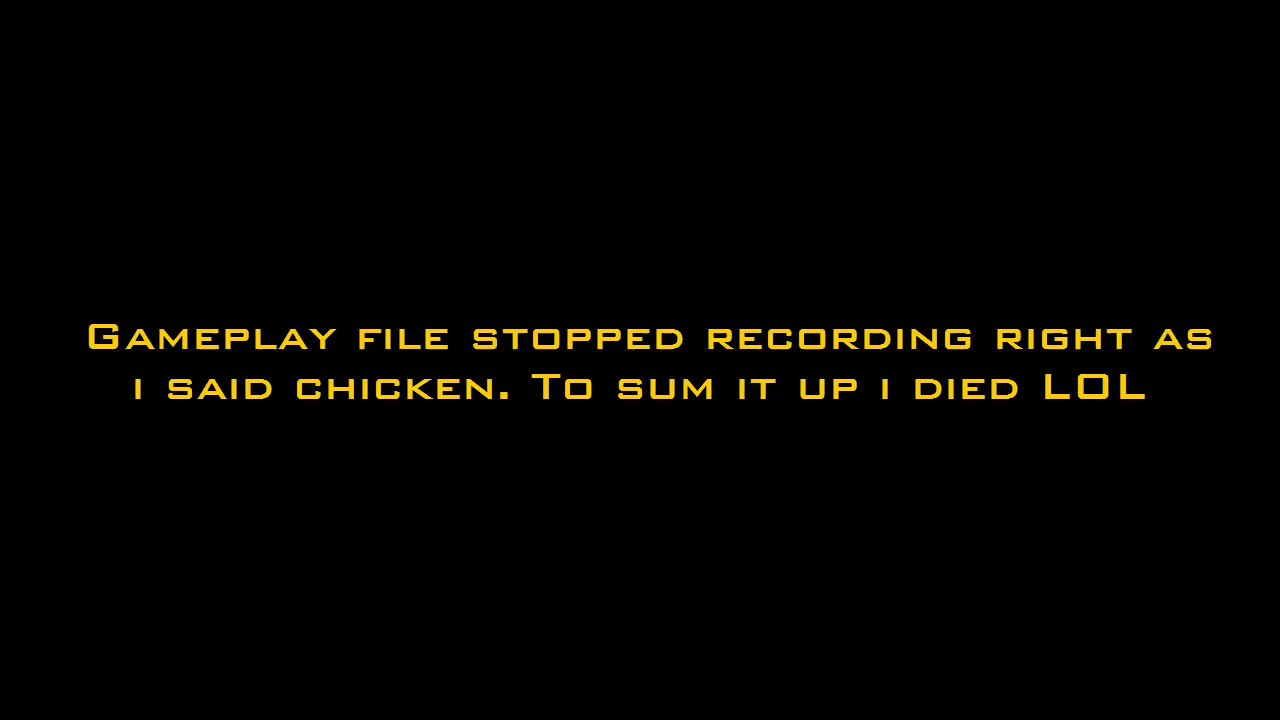 Gameplay file stopped recording right as
i said chicken. To sum it up i died LOL